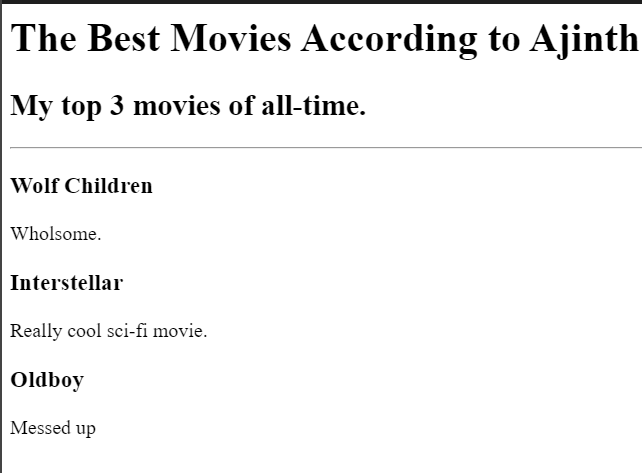 The Best Movies According to Ajinth
My top 3 movies of all-time.
Wolf Children
Wholsome.
Interstellar
Really cool sci-fi movie.
Oldboy
Messed up